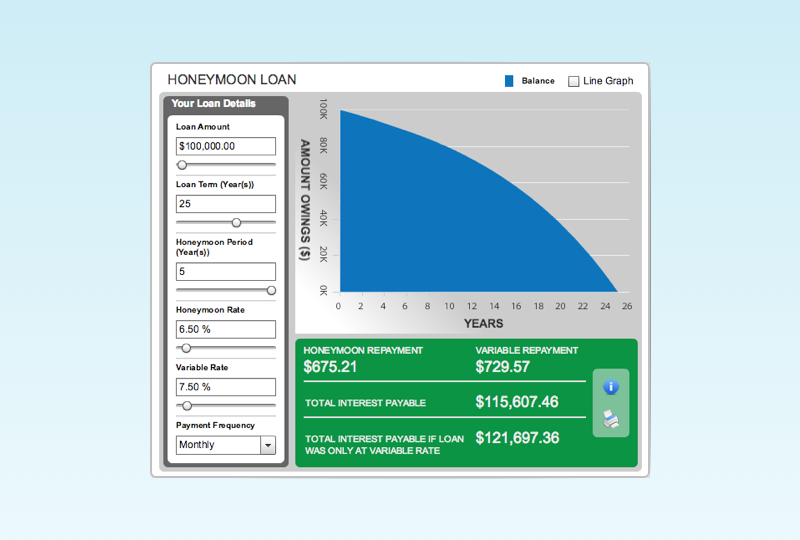 HONEYMOON LOAN
Balance
Line Graph
Your Loan Details
Loan Amount
$100,000.00
Loan Term (Year(s))
25
Honeymoon Period
(Year(s))
5
Honeymoon Rate
6.50 %
Variable Rate
7.50 %
Payment Frequency
Monthly
AMOUNT OWINGS ($)
100K
80K
60K
40K
20K
0K
0 2 4 6 8 10 12 14 16 18 20 22 24 26
YEARS
HONEYMOON REPAYMENT
$675.21
VARIABLE REPAYMENT
$729.57
TOTAL INTEREST PAYABLE
$115,607.46
TOTAL INTEREST PAYABLE IF LOAN
WAS ONLY AT VARIABLE RATE
$121,697.36
i